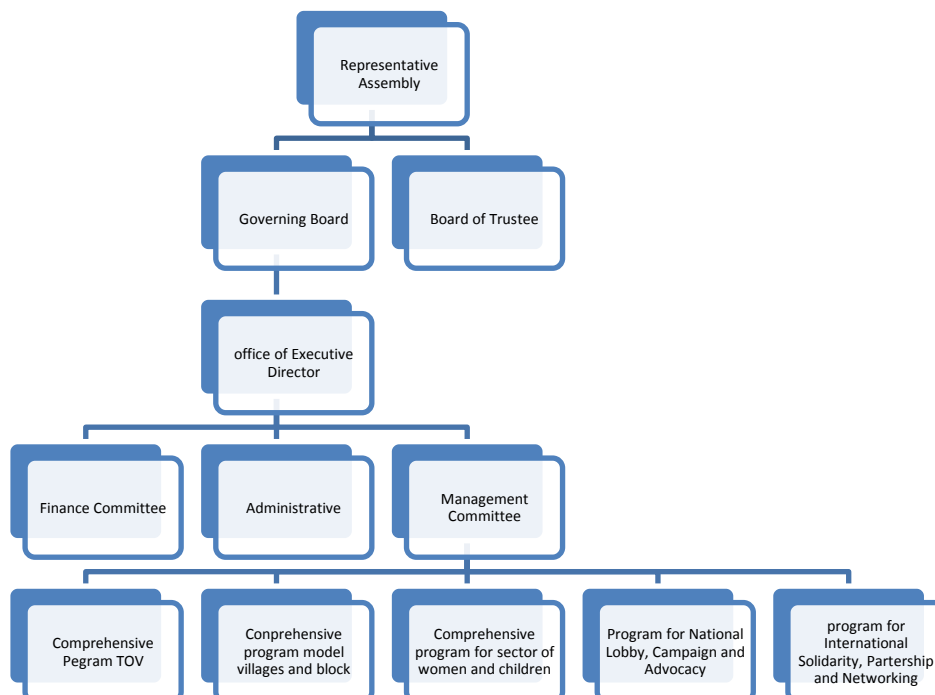 Representative
Assembly
Governing Board
Board of Trustee
office of Executive
Director
Finance Committee
Administrative
Management
Committee
Comprehensive
Pegram TOV
Conprehensive
program model
villages and block
Comprehensive
program for sector of
women and children
Program for National
Lobby, Campaign and
Advocacy
program for
International
Solidarity, Partership
and Networking